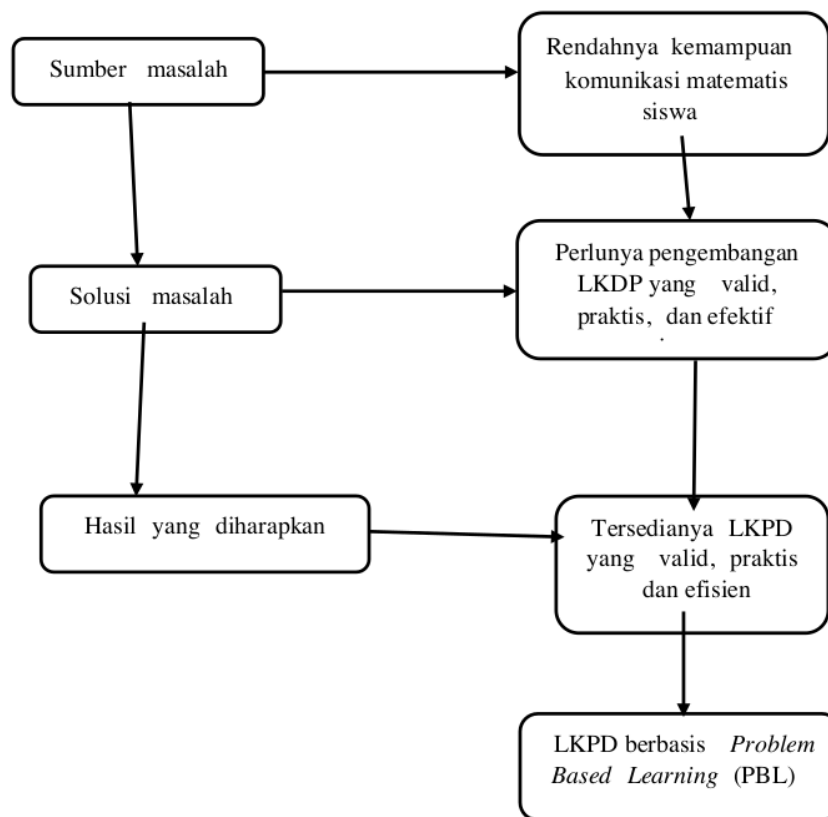 Sumber masalah
Rendahnya kemampuan
komunikasi matematis
siswa
Solusi masalah
Perlunya pengembangan
LKDP yang valid,
praktis, dan efektif
.
Hasil yang diharapkan
Tersedianya LKPD
yang valid, praktis
dan efisien
LKPD berbasis Problem
Based Learning (PBL)